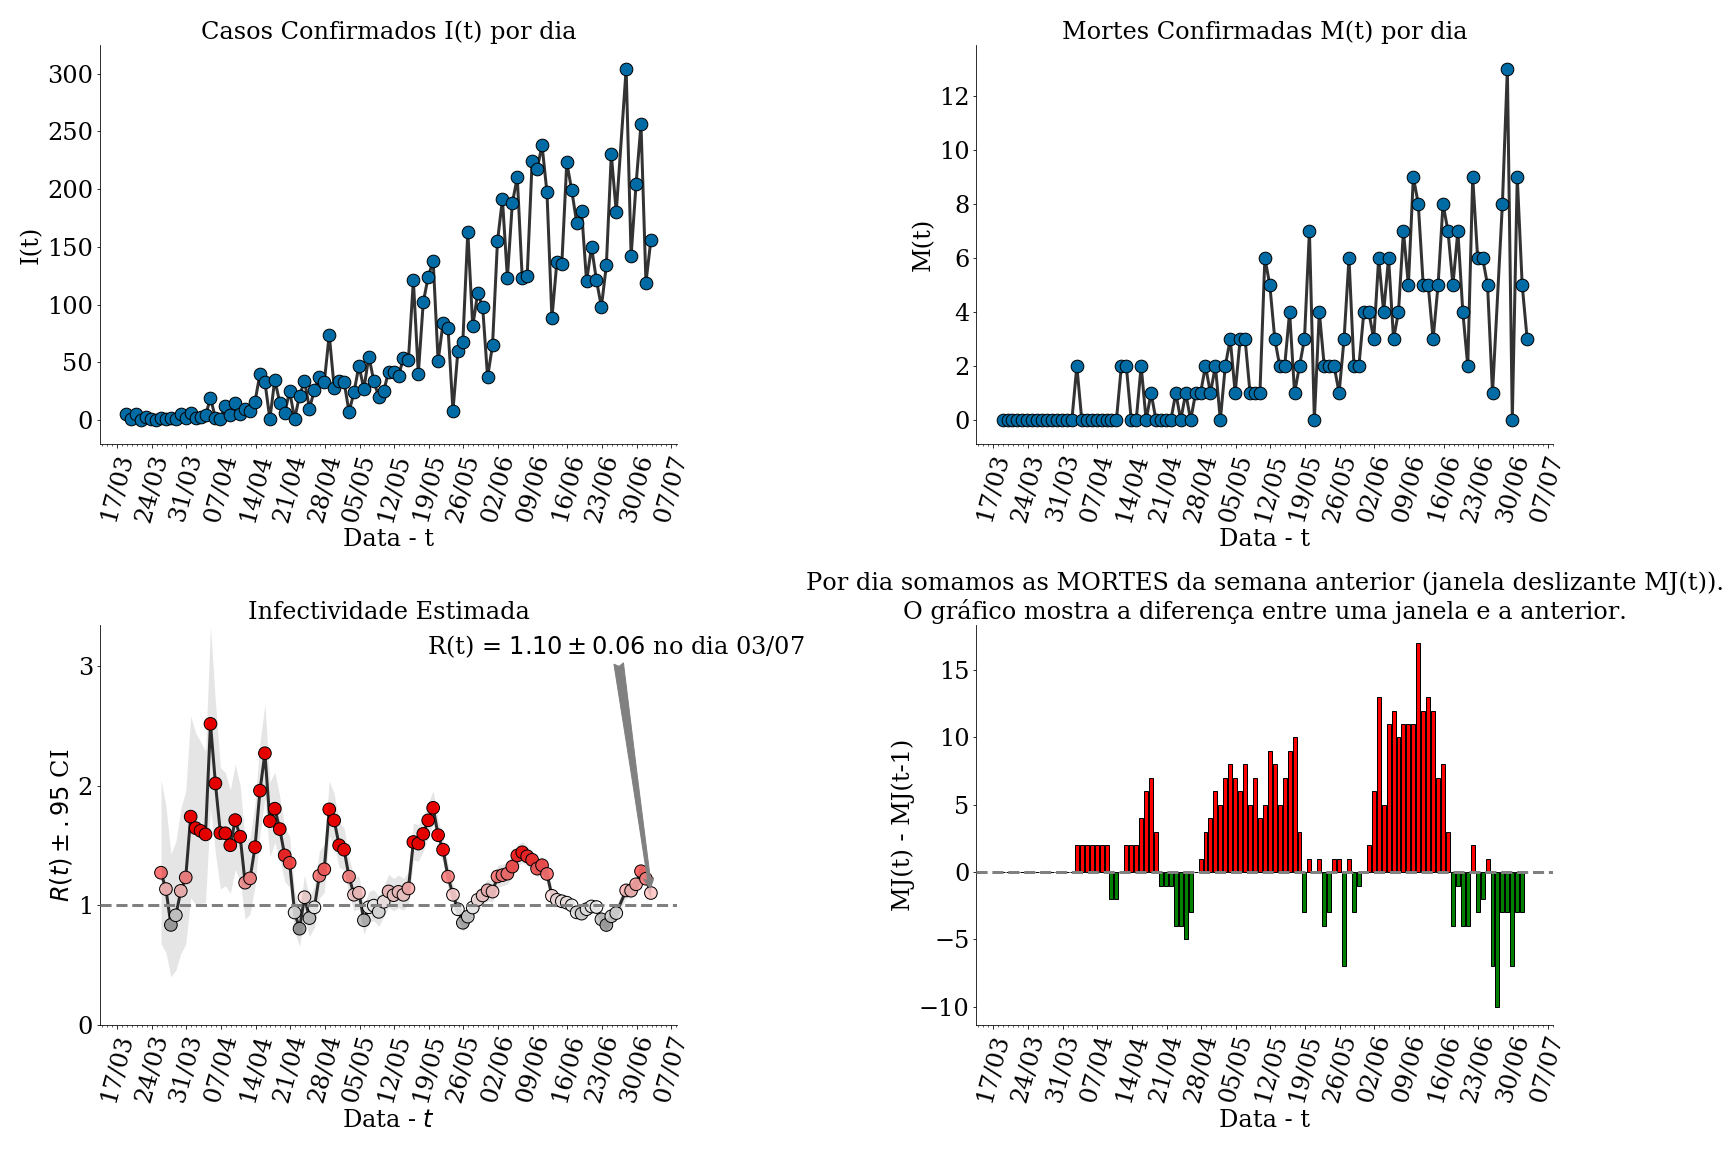 Casos Confirmados I(t) por dia
I(t)
300
250
200
150
100
50
0
17/03 24/03 31/03 07/04 14/04 21/04 28/04 05/05 12/05 19/05 26/05 02/06 09/06 16/06 23/06 30/06 07/07
Data - t
Mortes Confirmadas M(t) por dia
M(t)
12
10
8
6
4
2
0
17/03 24/03 31/03 07/04 14/04 21/04 28/04 05/05 12/05 19/05 26/05 02/06 09/06 16/06 23/06 30/06 07/07
Data - t
Infectividade Estimada
R(t) = 1.10 ± 0.06 no dia 03/07
R(t) ± .95 CI
3
2
1
0
17/03 24/03 31/03 07/04 14/04 21/04 28/04 05/05 12/05 19/05 26/05 02/06 09/06 16/06 23/06 30/06 07/07
Data - t
Por dia somamos as MORTES da semana anterior (janela deslizante MJ(t)).
O gráfico mostra a diferença entre uma janela e a anterior.
MJ(t) - MJ(t-1)
15
10
5
0
−5
−10
17/03 24/03 31/03 07/04 14/04 21/04 28/04 05/05 12/05 19/05 26/05 02/06 09/06 16/06 23/06 30/06 07/07
Data - t